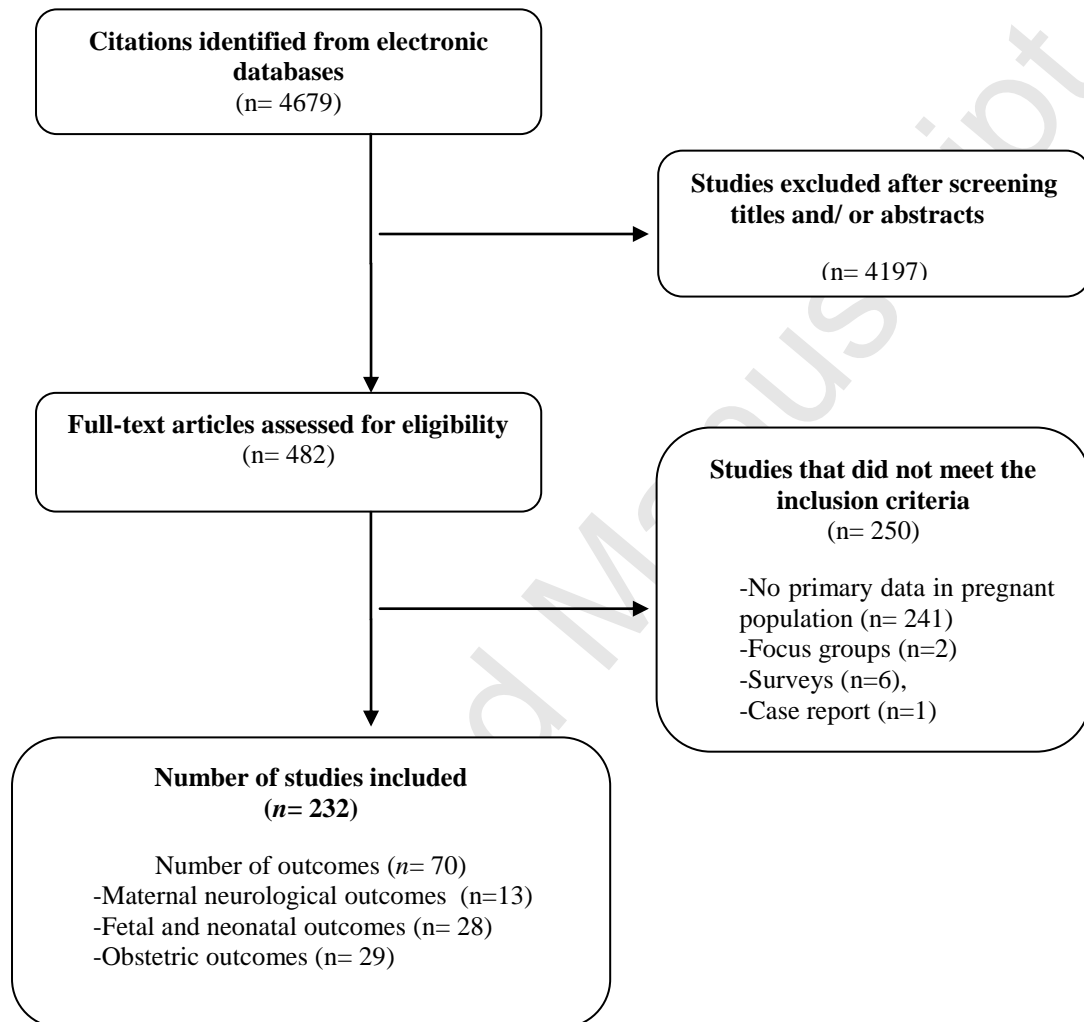 Citations identified from electronic
databases
(n= 4679)
Studies excluded after screening
titles and/ or abstracts
(n= 4197)
Full-text articles assessed for eligibility
(n= 482)
Studies that did not meet the
inclusion criteria
(n= 250)
-No primary data in pregnant
population (n= 241)
-Focus groups (n=2)
-Surveys (n=6),
-Case report (n=1)
Number of studies included
(n= 232)
Number of outcomes (n= 70)
-Maternal neurological outcomes (n=13)
-Fetal and neonatal outcomes (n= 28)
-Obstetric outcomes (n= 29)